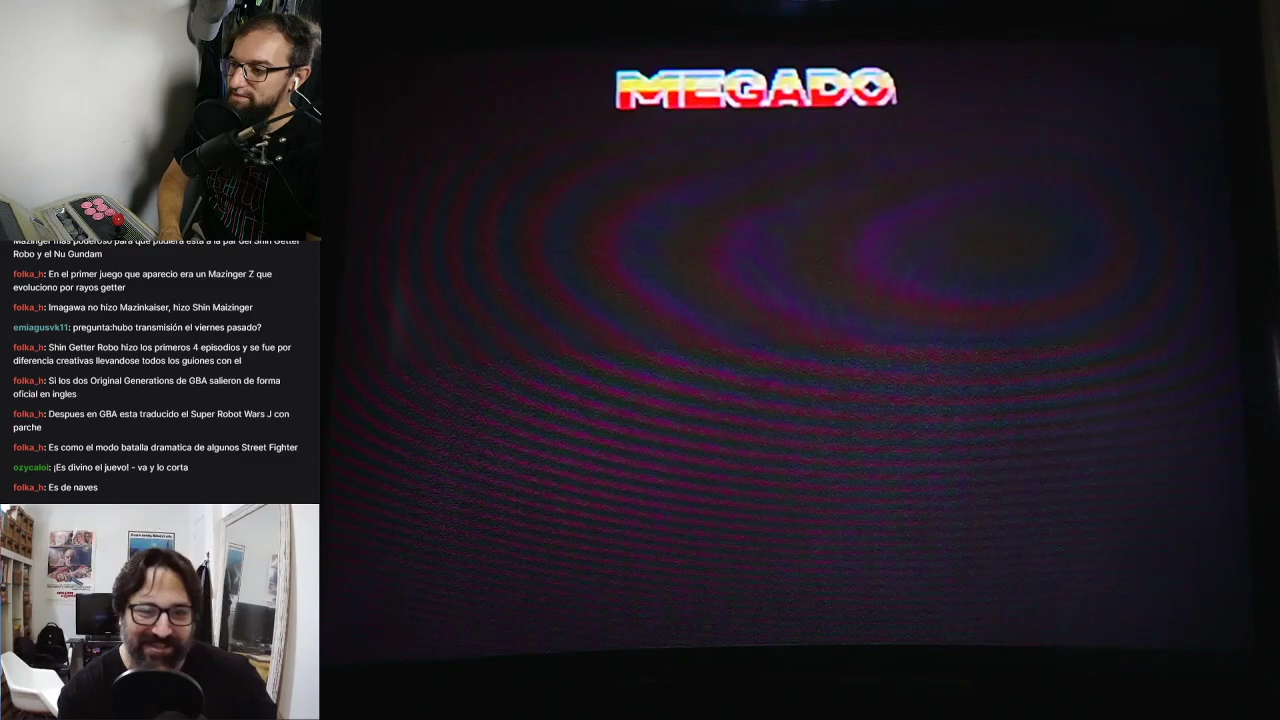 MEGADO
Mazinger mas poderoso para que pudiera esta a la par del Shin Getter
Robo y el Nu Gundam
folka_h: En el primer juego que aparecio era un Mazinger Z que
evoluciono por rayos getter
folka_h: Imagawa no hizo Mazinkaiser, hizo Shin Maizinger
emiagusvk11: pregunta:hubo transmisión el viernes pasado?
folka_h: Shin Getter Robo hizo los primeros 4 episodios y se fue por
diferencia creativas llevandose todos los guiones con el
folka_h: Si los dos Original Generations de GBA salieron de forma
oficial en ingles
folka_h: Despues en GBA esta traducido el Super Robot Wars J con
parche
folka_h: Es como el modo batalla dramatica de algunos Street Fighter
ozycaloi: ¡Es divino el juevo! - va y lo corta
folka_h: Es de naves